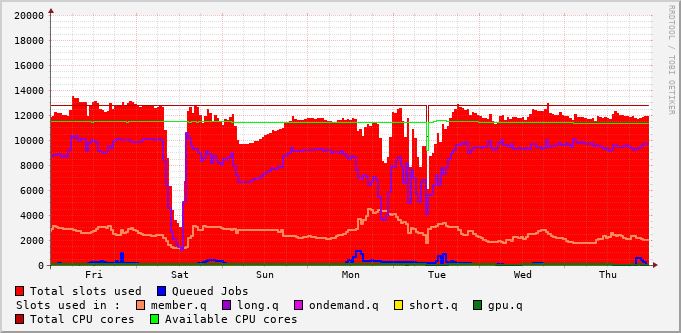 20000
18000
16000
14000
12000
10000
8000
6000
4000
2000
0
Fri Sat Sun Mon Tue Wed Thu
RRDTOOL / TOBI OETIKER
Total slots used Queued Jobs
Slots used in : member.q long.q ondemand.q short.q gpu.q
Total CPU cores Available CPU cores